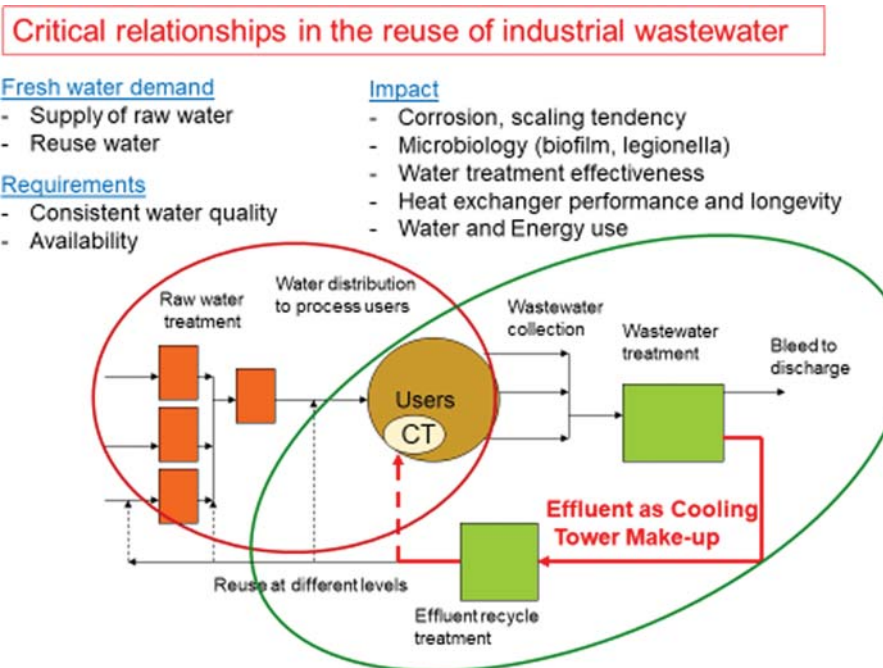 Critical relationships in the reuse of industrial wastewater
Fresh water demand
- Supply of raw water
- Reuse water
Requirements
- Consistent water quality
- Availability
Impact
- Corrosion, scaling tendency
- Microbiology (biofilm, legionella)
- Water treatment effectiveness
- Heat exchanger performance and longevity
- Water and Energy use
Raw water
treatment
Water distribution
to process users
Users
CT
Wastewater
collection
Wastewater
treatment
Bleed to
discharge
Effluent as Cooling
Tower Make-up
Reuse at different levels
Effluent recycle
treatment